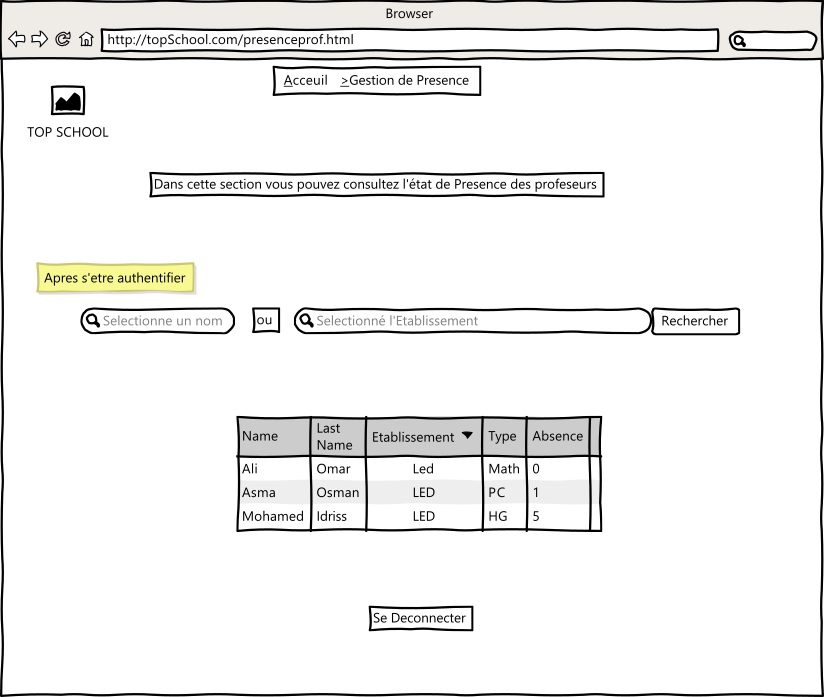 Browser
http://topSchool.com/presenceprof.html
Acceuil >Gestion de Presence
TOP SCHOOL
Dans cette section vous pouvez consultez l'état de Presence des profeseurs
Apres s'etre authentifier
Selectionne un nom ou Selectionné l'Etablissement Rechercher
Name Last Name Etablissement Type Absence
Ali Omar Led Math 0
Asma Osman LED PC 1
Mohamed Idriss LED HG 5
Se Deconnecter